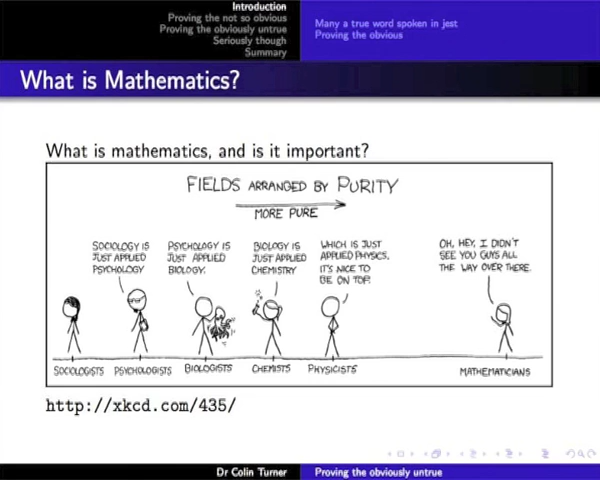 Introduction
Proving the not so obvious
Proving the obviously untrue
Seriously though
Summary
Many a true word spoken in jest
Proving the obvious
What is Mathematics?
What is mathematics, and is it important?
FIELDS ARRANGED BY PURITY
MORE PURE
SOCIOLOGY IS
JUST APPLIED
PSYCHOLOGY
PSYCHOLOGY IS
JUST APPLIED
BIOLOGY.
BIOLOGY IS
JUST APPLIED
CHEMISTRY
WHICH IS JUST
APPLIED PHYSICS.
IT'S NICE TO
BE ON TOP.
OH, HEY, I DIDN'T
SEE YOU GUYS ALL
THE WAY OVER THERE.
SOCIOLOGISTS
PSYCHOLOGISTS
BIOLOGISTS
CHEMISTS
PHYSICISTS
MATHEMATICIANS
http://xkcd.com/435/
Dr Colin Turner
Proving the obviously untrue